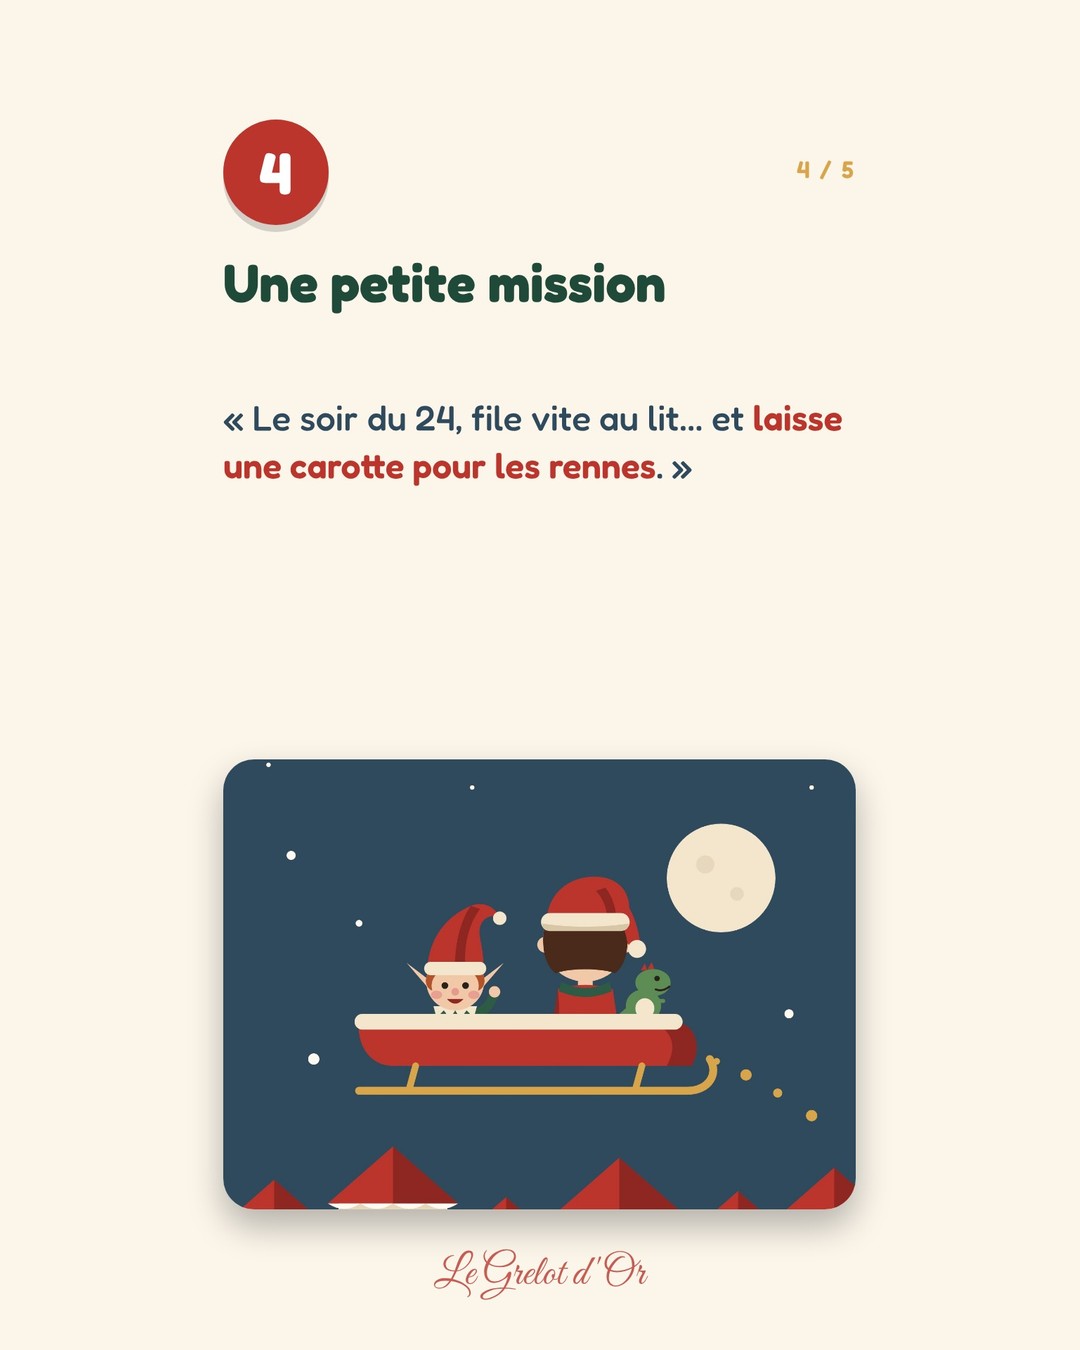 4
4 / 5
Une petite mission
« Le soir du 24, file vite au lit... et laisse
une carotte pour les rennes. »
Le Grelot d'Or